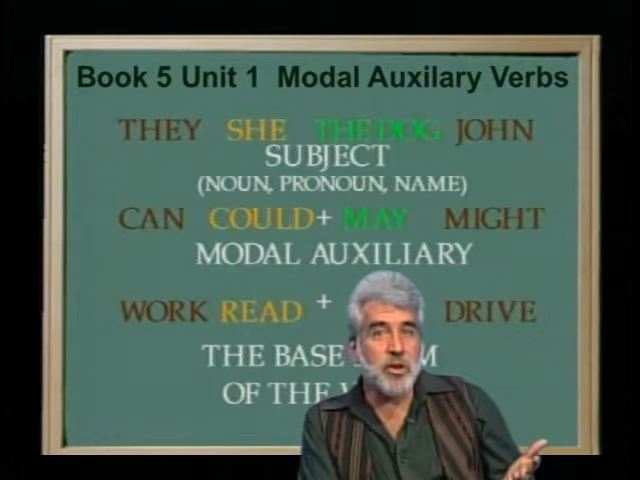 Book 5 Unit 1 Modal Auxilary Verbs
THEY SHE THE DOG JOHN
SUBJECT
(NOUN, PRONOUN, NAME)
CAN COULD + MAY MIGHT
MODAL AUXILIARY
WORK READ + DRIVE
THE BASE M
OF THE